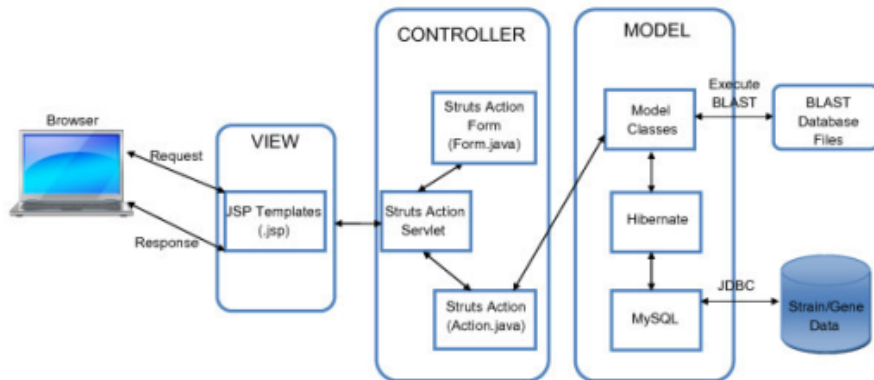 CONTROLLER
MODEL
Browser
VIEW
Request
Response
JSP Templates
(.jsp)
Struts Action
Form
(Form.java)
Struts Action
Servlet
Struts Action
(Action.java)
Model
Classes
Hibernate
MySQL
Execute
BLAST
BLAST
Database
Files
JDBC
Strain/Gene
Data